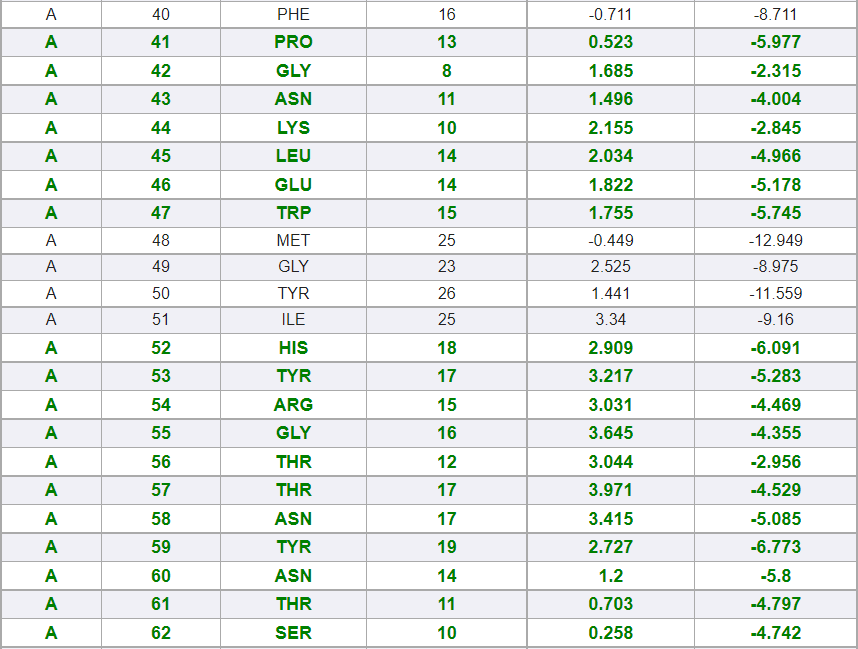 A 40 PHE 16 -0.711 -8.711
A 41 PRO 13 0.523 -5.977
A 42 GLY 8 1.685 -2.315
A 43 ASN 11 1.496 -4.004
A 44 LYS 10 2.155 -2.845
A 45 LEU 14 2.034 -4.966
A 46 GLU 14 1.822 -5.178
A 47 TRP 15 1.755 -5.745
A 48 MET 25 -0.449 -12.949
A 49 GLY 23 2.525 -8.975
A 50 TYR 26 1.441 -11.559
A 51 ILE 25 3.34 -9.16
A 52 HIS 18 2.909 -6.091
A 53 TYR 17 3.217 -5.283
A 54 ARG 15 3.031 -4.469
A 55 GLY 16 3.645 -4.355
A 56 THR 12 3.044 -2.956
A 57 THR 17 3.971 -4.529
A 58 ASN 17 3.415 -5.085
A 59 TYR 19 2.727 -6.773
A 60 ASN 14 1.2 -5.8
A 61 THR 11 0.703 -4.797
A 62 SER 10 0.258 -4.742